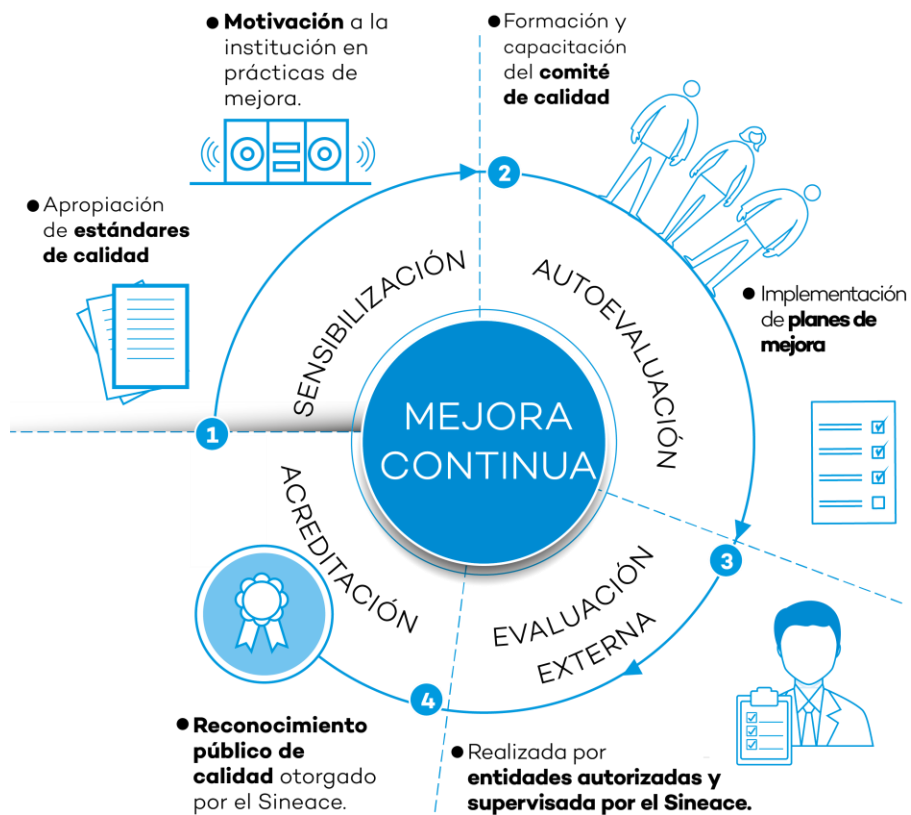 ● Motivación a la
institución en
prácticas de
mejora.
● Formación y
capacitación
del comité
de calidad
● Apropiación
de estándares
de calidad
2
SENSIBILIZACIÓN
AUTOEVALUACIÓN
● Implementación
de planes de
mejora
1
MEJORA
CONTINUA
3
ACREDITACIÓN
EVALUACIÓN
EXTERNA
4
● Reconocimiento
público de
calidad otorgado
por el Sineace.
● Realizada por
entidades autorizadas y
supervisada por el Sineace.